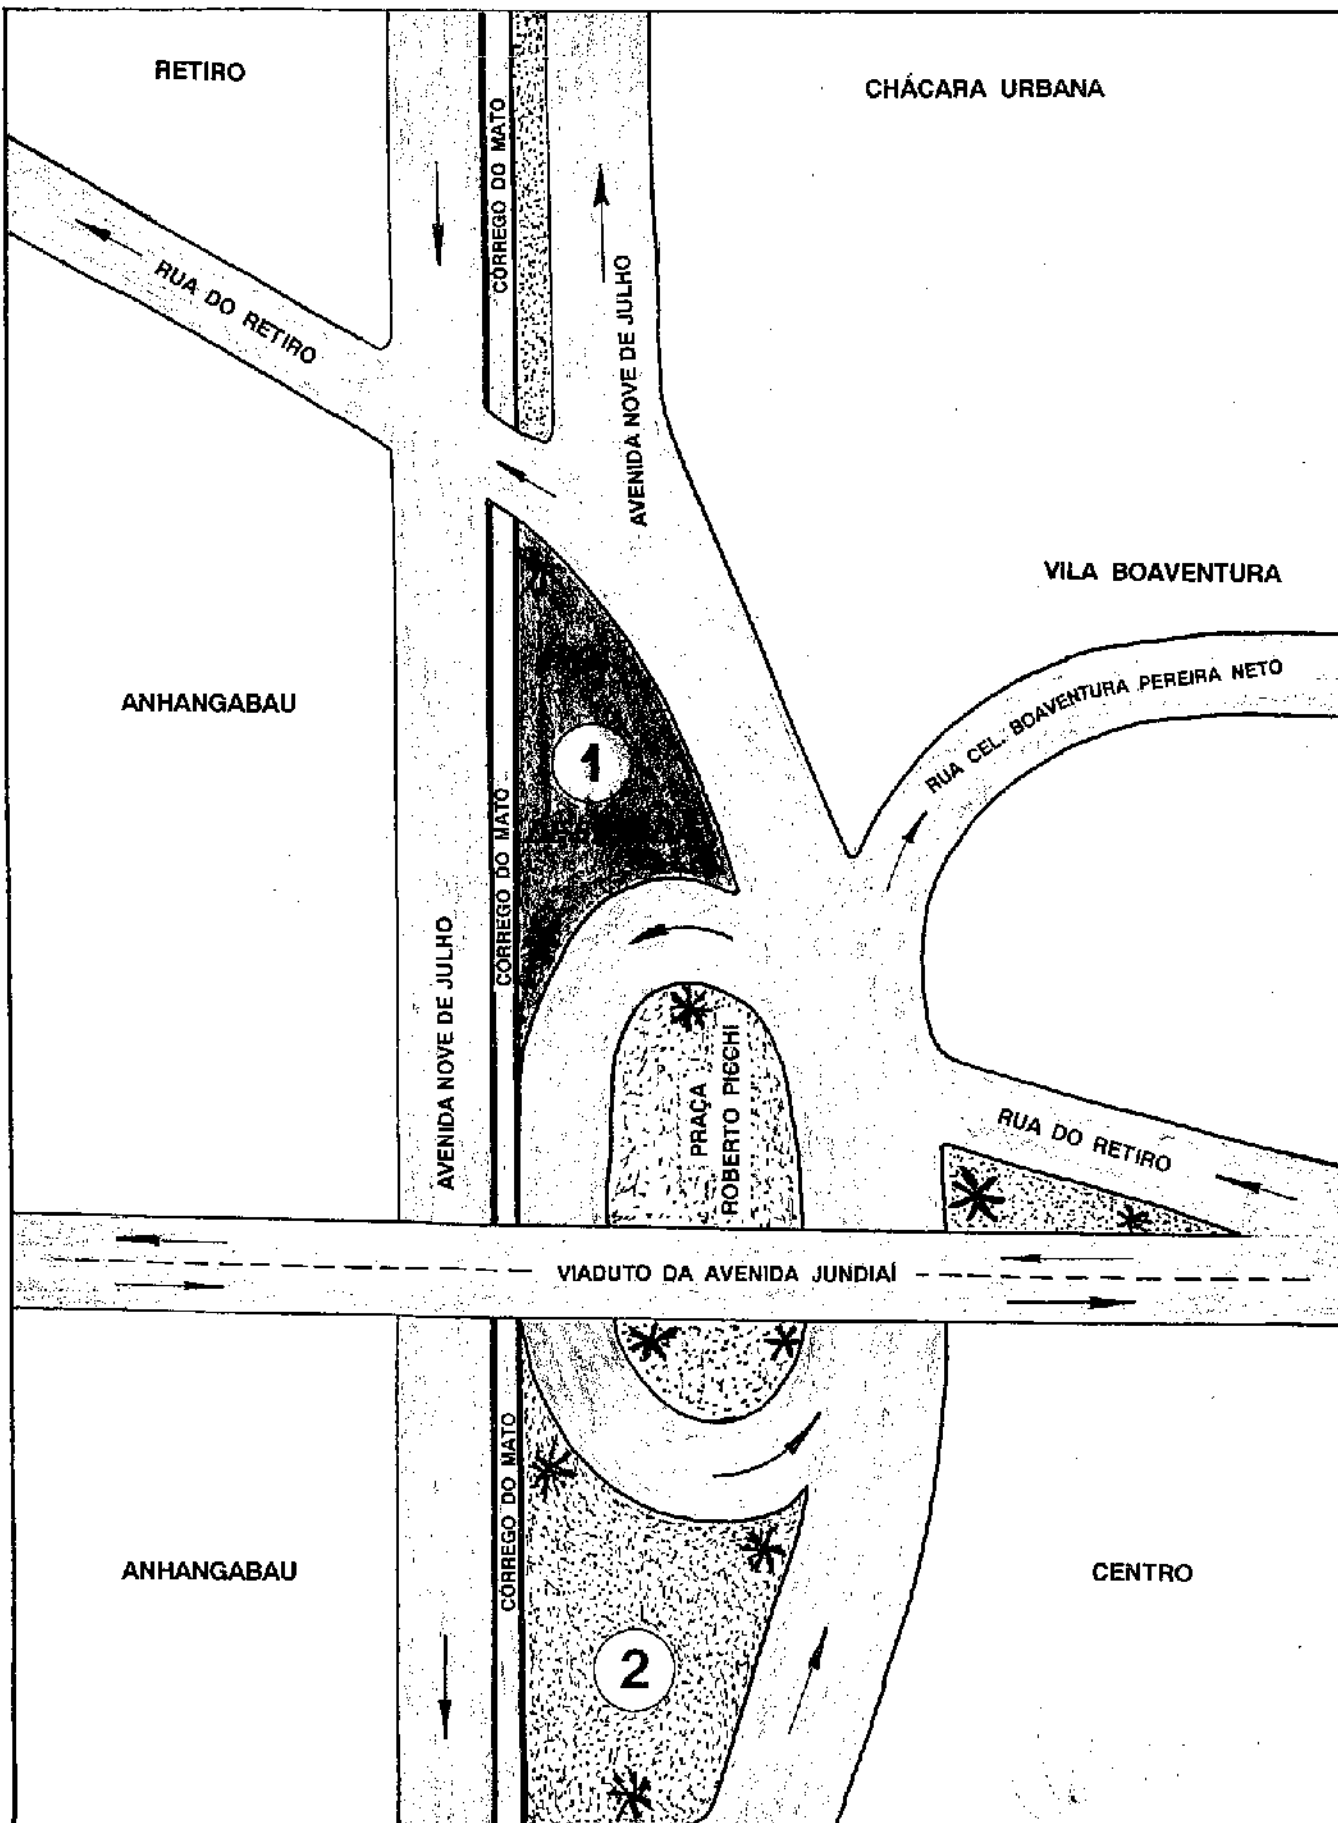 RETIRO
CHÁCARA URBANA
CÓRREGO DO MATO
RUA DO RETIRO
AVENIDA NOVE DE JULHO
VILA BOAVENTURA
RUA CEL. BOAVENTURA PEREIRA NETO
ANHANGABAU
1
CÓRREGO DO MATO
AVENIDA NOVE DE JULHO
PRAÇA
ROBERTO PICCHI
RUA DO RETIRO
VIADUTO DA AVENIDA JUNDIAÍ
CÓRREGO DO MATO
ANHANGABAU
CENTRO
2